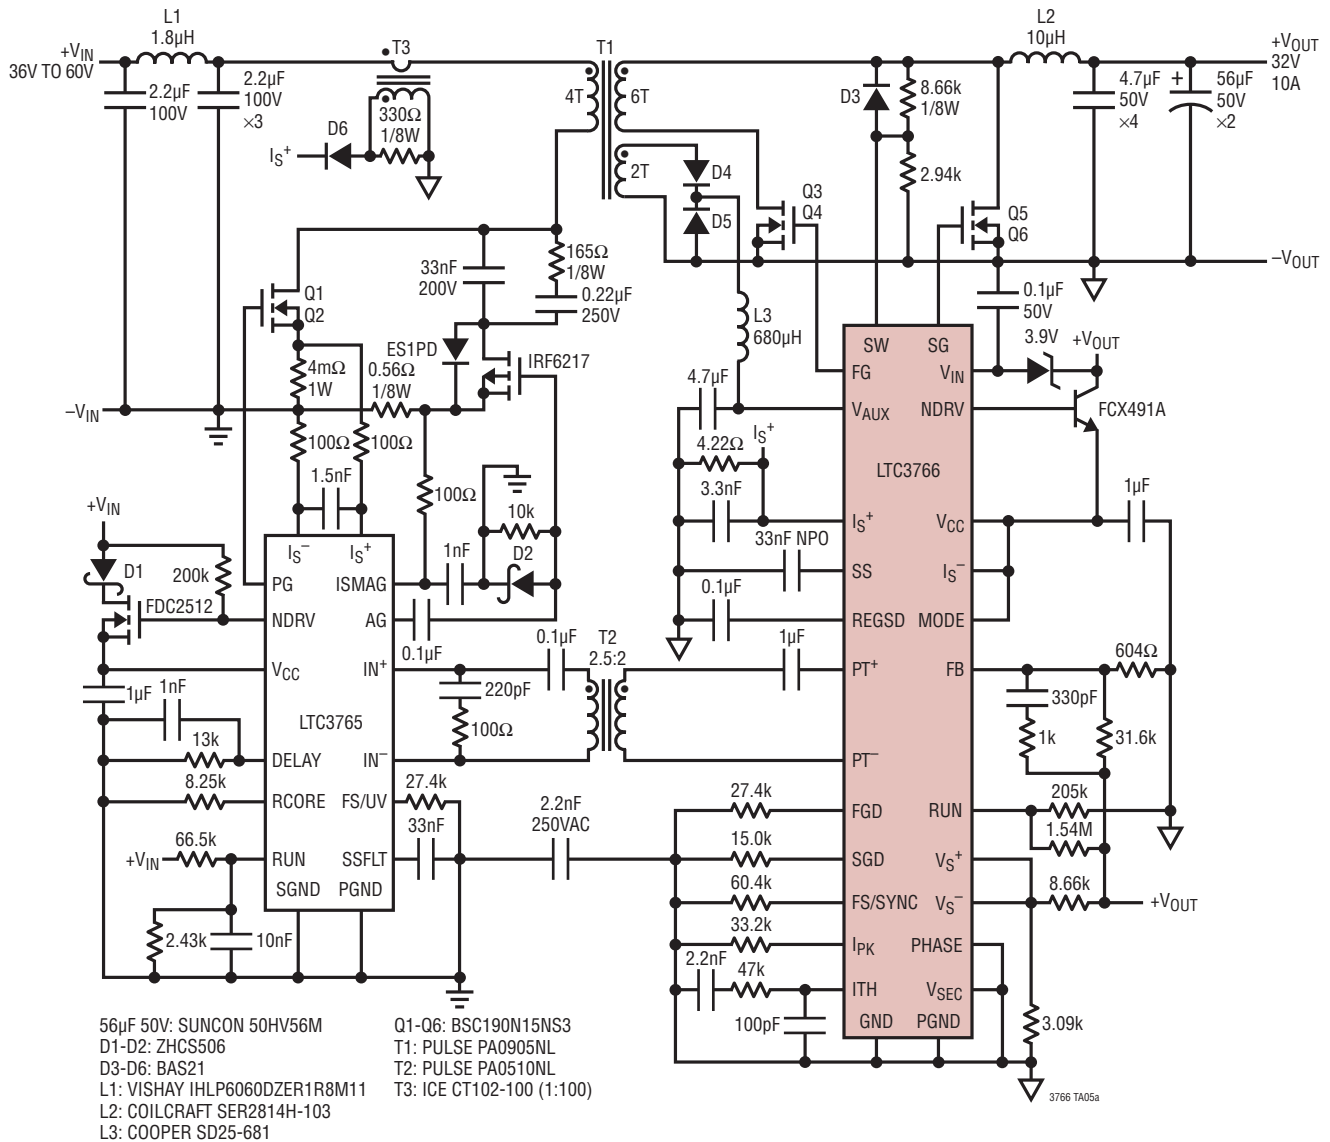 L1
1.8µH
+VIN
36V TO 60V
2.2µF
100V
2.2µF
100V
×3
T3
330Ω
1/8W
D6
IS+
T1
4T
6T
2T
D4
D5
Q3
Q4
D3
8.66k
1/8W
2.94k
L2
10µH
4.7µF
50V
×4
+
56µF
50V
×2
+VOUT
32V
10A
Q5
Q6
–VOUT
33nF
200V
165Ω
1/8W
0.22µF
250V
Q1
Q2
4mΩ
1W
ES1PD
0.56Ω
1/8W
IRF6217
–VIN
100Ω
100Ω
1.5nF
100Ω
10k
1nF
D2
L3
680µH
0.1µF
50V
3.9V
+VOUT
FCX491A
4.7µF
IS+
4.22Ω
3.3nF
33nF NPO
0.1µF
1µF
SW
SG
FG
VIN
VAUX
NDRV
LTC3766
IS+
VCC
SS
IS–
REGSD
MODE
PT+
FB
PT–
FGD
RUN
SGD
VS+
FS/SYNC
VS–
IPK
PHASE
ITH
VSEC
GND
PGND
1µF
604Ω
330pF
1k
31.6k
205k
1.54M
8.66k
+VOUT
3.09k
+VIN
D1
200k
FDC2512
IS–
IS+
PG
ISMAG
NDRV
AG
VCC
IN+
LTC3765
DELAY
IN–
RCORE
FS/UV
RUN
SSFLT
SGND
PGND
0.1µF
0.1µF
T2
2.5:2
220pF
100Ω
1µF
1nF
13k
8.25k
66.5k
+VIN
2.43k
10nF
27.4k
33nF
2.2nF
250VAC
27.4k
15.0k
60.4k
33.2k
2.2nF
47k
100pF
56µF 50V: SUNCON 50HV56M
D1-D2: ZHCS506
D3-D6: BAS21
L1: VISHAY IHLP6060DZER1R8M11
L2: COILCRAFT SER2814H-103
L3: COOPER SD25-681
Q1-Q6: BSC190N15NS3
T1: PULSE PA0905NL
T2: PULSE PA0510NL
T3: ICE CT102-100 (1:100)
3766 TA05a